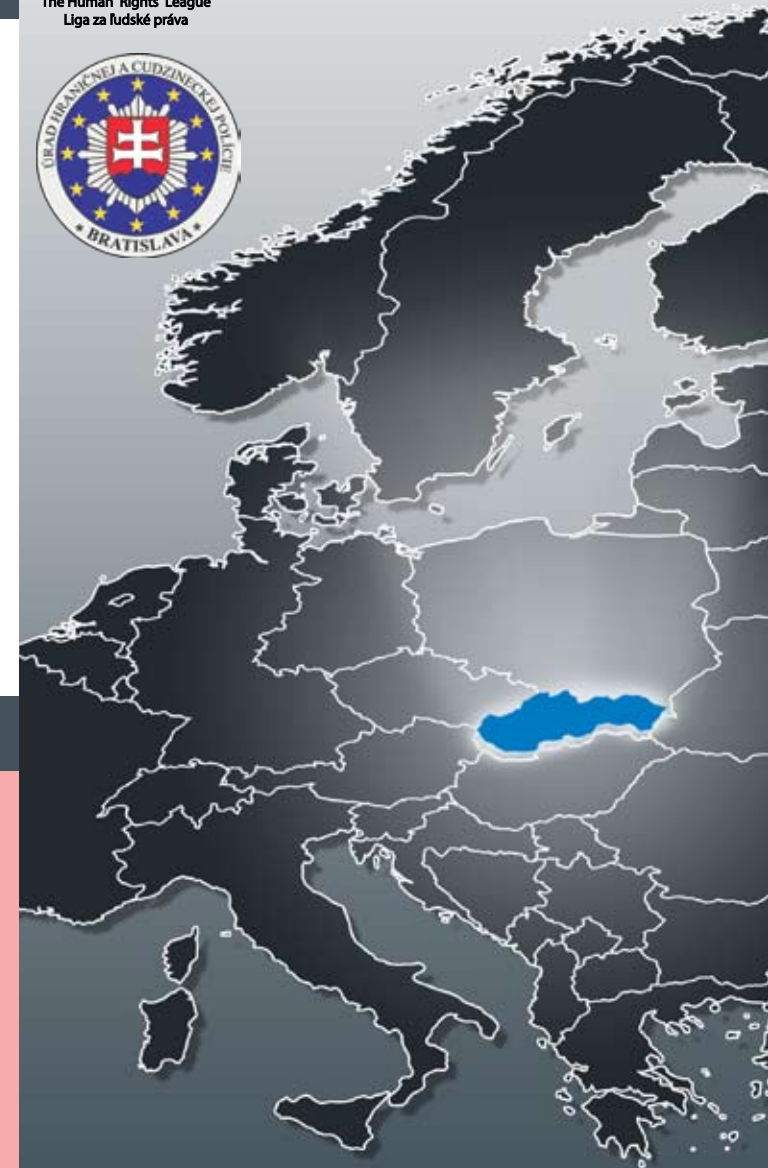 The Human Rights League
Liga za ľudské práva
ÚRAD HRANIČNEJ A CUDZINECKEJ POLÍCIE
* BRATISLAVA *